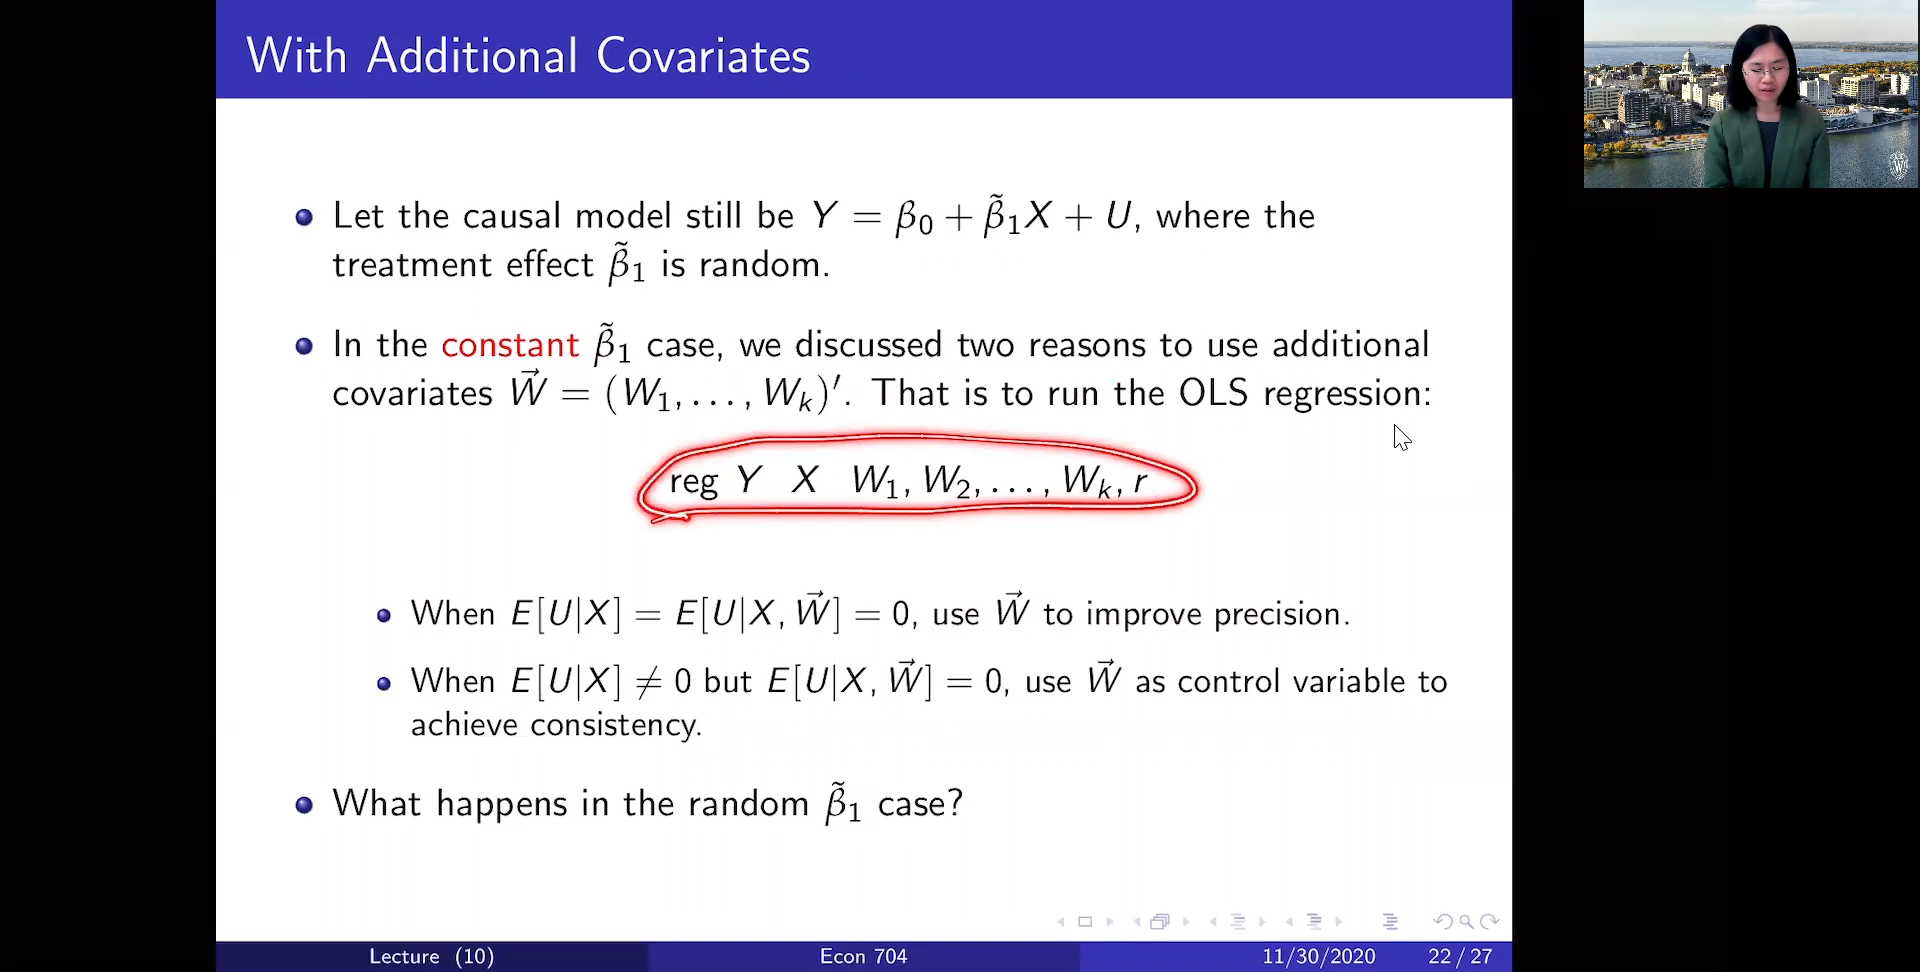 With Additional Covariates
Let the causal model still be Y = β₀ + β̃₁X + U, where the
treatment effect β̃₁ is random.
In the constant β̃₁ case, we discussed two reasons to use additional
covariates W⃗ = (W₁, . . . , Wₖ)′. That is to run the OLS regression:
reg Y X W₁, W₂, . . . , Wₖ, r
When E[U|X] = E[U|X, W⃗] = 0, use W⃗ to improve precision.
When E[U|X] ≠ 0 but E[U|X, W⃗] = 0, use W⃗ as control variable to
achieve consistency.
What happens in the random β̃₁ case?
Lecture (10) Econ 704 11/30/2020 22 / 27
W